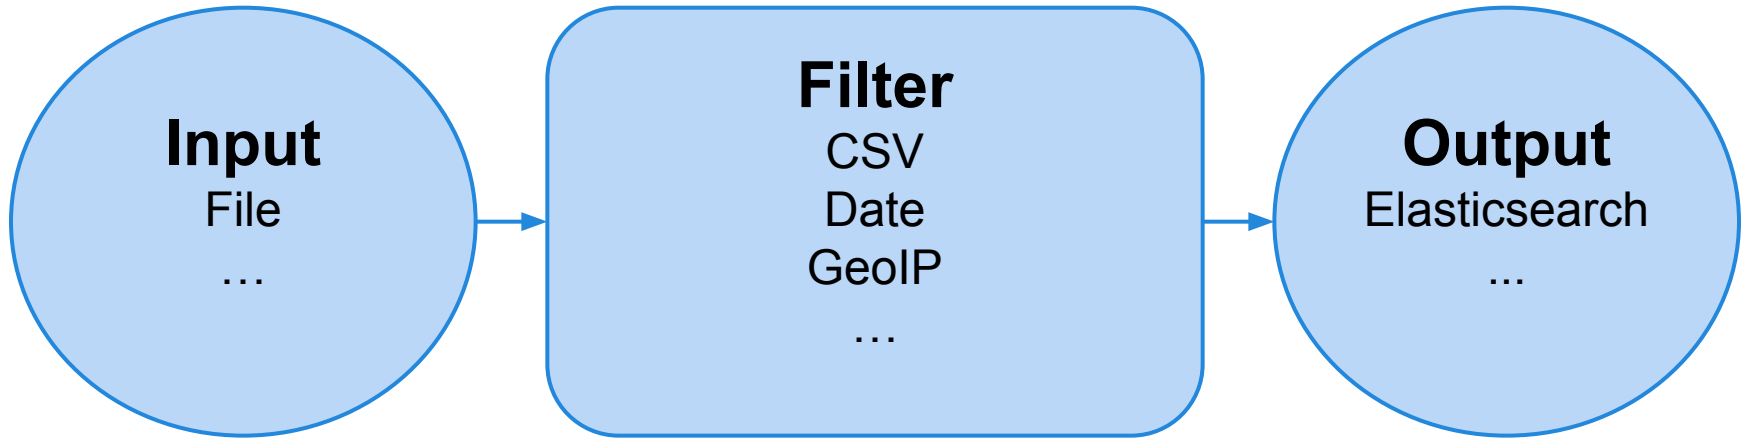 Input
File
…
Filter
CSV
Date
GeoIP
…
Output
Elasticsearch
...